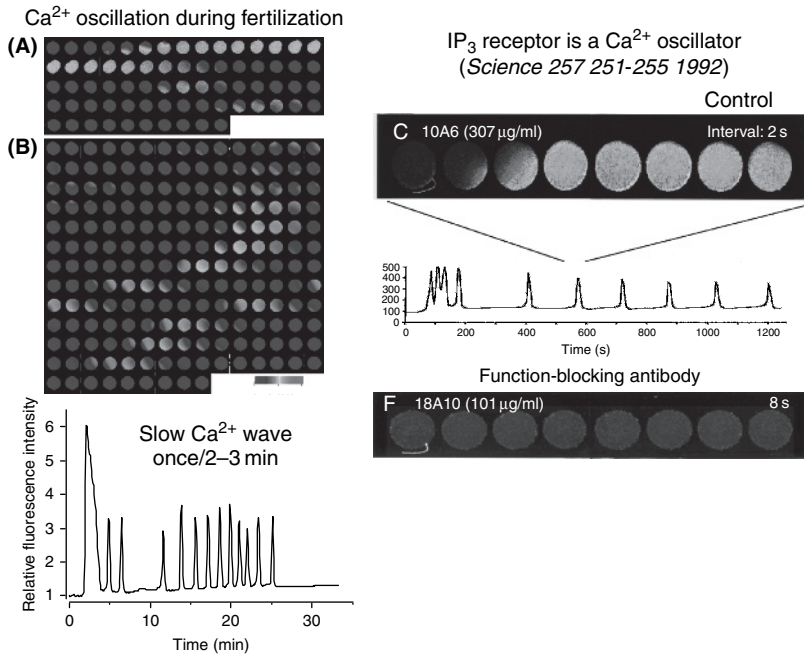 Ca2+ oscillation during fertilization
(A)
(B)
6
5
4
3
2
1
Relative fluorescence intensity
Slow Ca2+ wave
once/2–3 min
0 10 20 30
Time (min)
IP3 receptor is a Ca2+ oscillator
(Science 257 251-255 1992)
Control
C 10A6 (307 µg/ml) Interval: 2 s
500
400
300
200
100
0
0 200 400 600 800 1000 1200
Time (s)
Function-blocking antibody
F 18A10 (101 µg/ml) 8 s